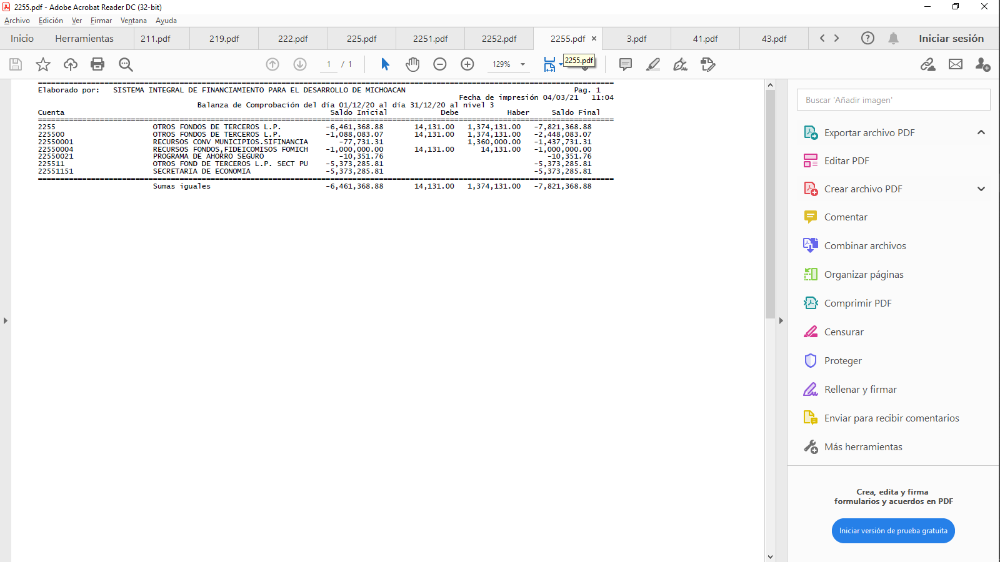 2255.pdf - Adobe Acrobat Reader DC (32-bit)
Archivo Edición Ver Firmar Ventana Ayuda
Inicio Herramientas 211.pdf 219.pdf 222.pdf 225.pdf 2251.pdf 2252.pdf 2255.pdf × 3.pdf 41.pdf 43.pdf Iniciar sesión
1 / 1 129% 2255.pdf
Elaborado por: SISTEMA INTEGRAL DE FINANCIAMIENTO PARA EL DESARROLLO DE MICHOACAN Pag. 1
Fecha de impresión 04/03/21 11:04
Balanza de Comprobación del día 01/12/20 al día 31/12/20 al nivel 3
Cuenta Saldo Inicial Debe Haber Saldo Final
2255 OTROS FONDOS DE TERCEROS L.P. -6,461,368.88 14,131.00 1,374,131.00 -7,821,368.88
225500 OTROS FONDOS DE TERCEROS L.P. -1,088,083.07 14,131.00 1,374,131.00 -2,448,083.07
22550001 RECURSOS CONV MUNICIPIOS.SIFINANCIA -77,731.31 1,360,000.00 -1,437,731.31
22550004 RECURSOS FONDOS,FIDEICOMISOS FOMICH -1,000,000.00 14,131.00 14,131.00 -1,000,000.00
22550021 PROGRAMA DE AHORRO SEGURO -10,351.76 -10,351.76
225511 OTROS FOND DE TERCEROS L.P. SECT PU -5,373,285.81 -5,373,285.81
22551151 SECRETARIA DE ECONOMIA -5,373,285.81 -5,373,285.81
Sumas iguales -6,461,368.88 14,131.00 1,374,131.00 -7,821,368.88
Buscar 'Añadir imagen'
Exportar archivo PDF
Editar PDF
Crear archivo PDF
Comentar
Combinar archivos
Organizar páginas
Comprimir PDF
Censurar
Proteger
Rellenar y firmar
Enviar para recibir comentarios
Más herramientas
Crea, edita y firma
formularios y acuerdos en PDF
Iniciar versión de prueba gratuita